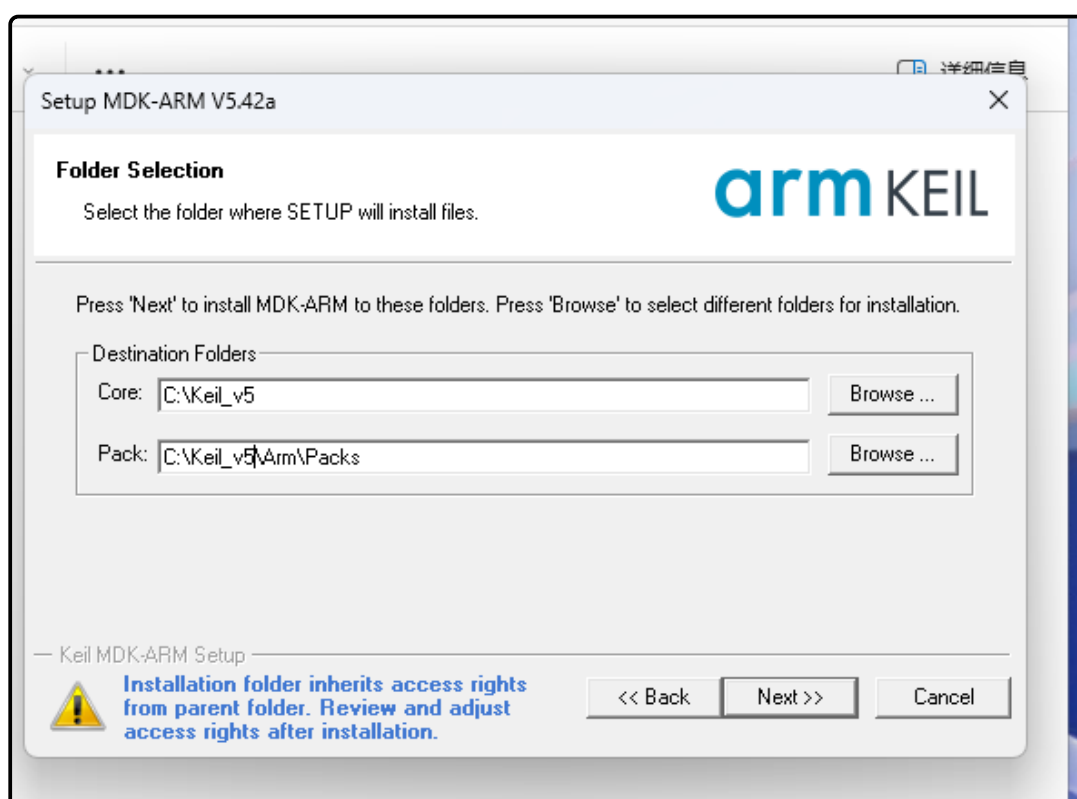 详细信息
Setup MDK-ARM V5.42a
Folder Selection
Select the folder where SETUP will install files.
arm KEIL
Press 'Next' to install MDK-ARM to these folders. Press 'Browse' to select different folders for installation.
Destination Folders
Core: C:\Keil_v5 Browse ...
Pack: C:\Keil_v5\Arm\Packs Browse ...
Keil MDK-ARM Setup
Installation folder inherits access rights
from parent folder. Review and adjust
access rights after installation.
<< Back Next >> Cancel